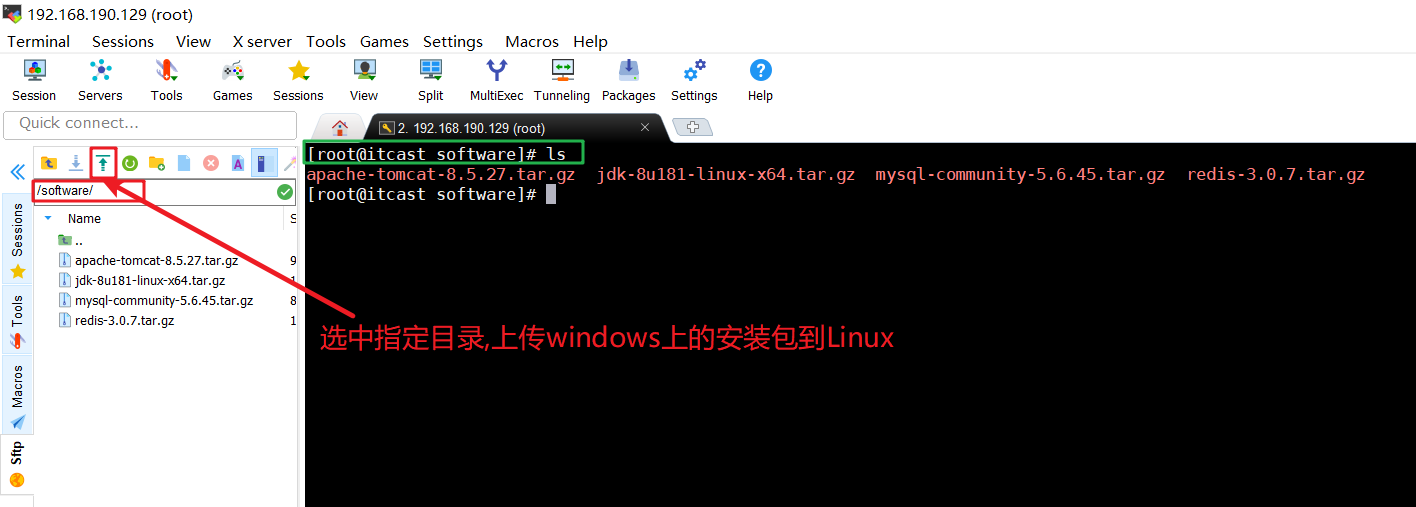 192.168.190.129 (root)
Terminal Sessions View X server Tools Games Settings Macros Help
Session Servers Tools Games Sessions View Split MultiExec Tunneling Packages Settings Help
Quick connect...
2. 192.168.190.129 (root)
/software/
Name S
..
apache-tomcat-8.5.27.tar.gz 9
jdk-8u181-linux-x64.tar.gz 1
mysql-community-5.6.45.tar.gz 8
redis-3.0.7.tar.gz 1
Sessions
Tools
Macros
Sftp
[root@itcast software]# ls
apache-tomcat-8.5.27.tar.gz jdk-8u181-linux-x64.tar.gz mysql-community-5.6.45.tar.gz redis-3.0.7.tar.gz
[root@itcast software]#
选中指定目录,上传windows上的安装包到Linux